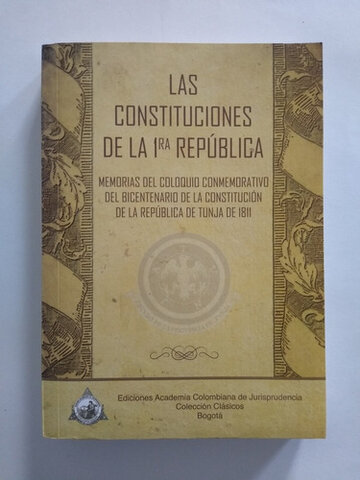 LAS
CONSTITUCIONES
DE LA 1RA REPÚBLICA
MEMORIAS DEL COLOQUIO CONMEMORATIVO
DEL BICENTENARIO DE LA CONSTITUCIÓN
DE LA REPÚBLICA DE TUNJA DE 1811
Ediciones Academia Colombiana de Jurisprudencia
Colección Clásicos
Bogotá